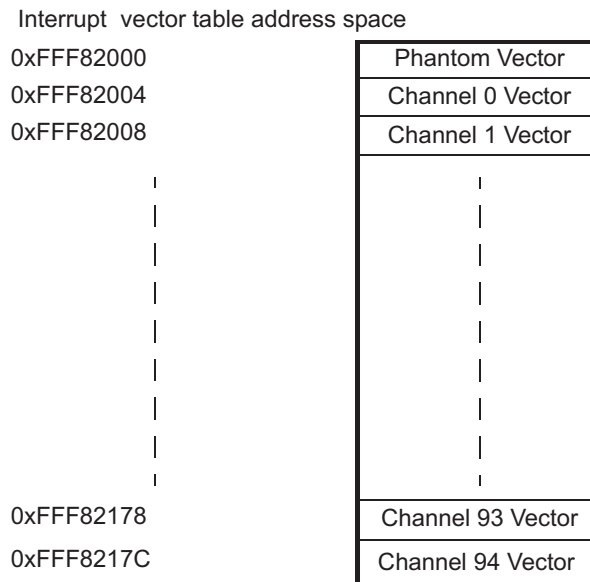 Interrupt vector table address space
0xFFF82000 Phantom Vector
0xFFF82004 Channel 0 Vector
0xFFF82008 Channel 1 Vector
0xFFF82178 Channel 93 Vector
0xFFF8217C Channel 94 Vector